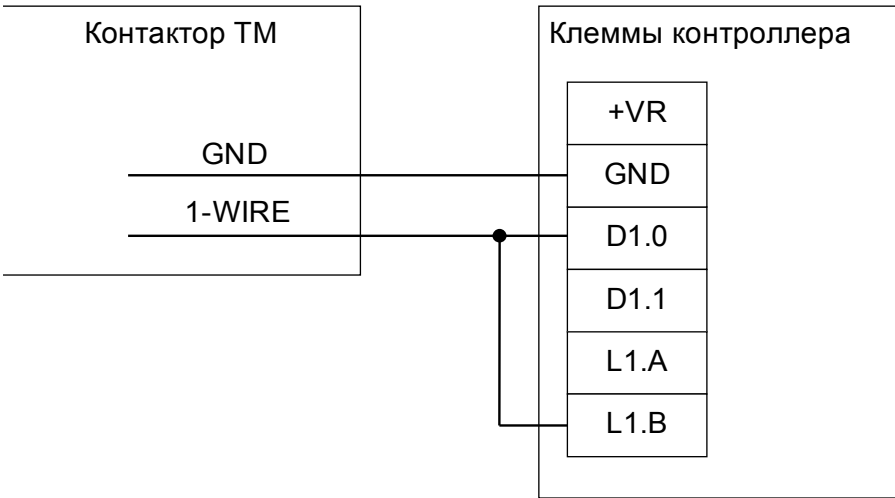 Контактор ТМ
GND
1-WIRE
Клеммы контроллера
+VR
GND
D1.0
D1.1
L1.A
L1.B